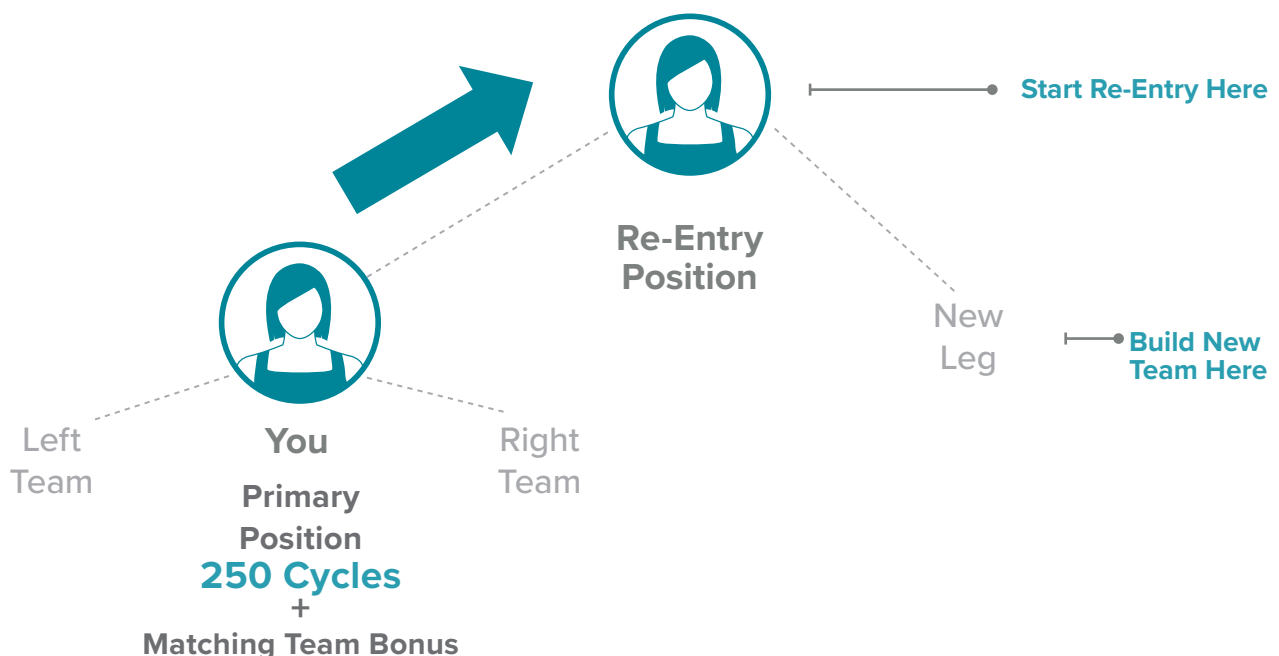 Start Re-Entry Here
Re-Entry
Position
New
Leg
Build New
Team Here
Left
Team
You
Right
Team
Primary
Position
250 Cycles
+
Matching Team Bonus